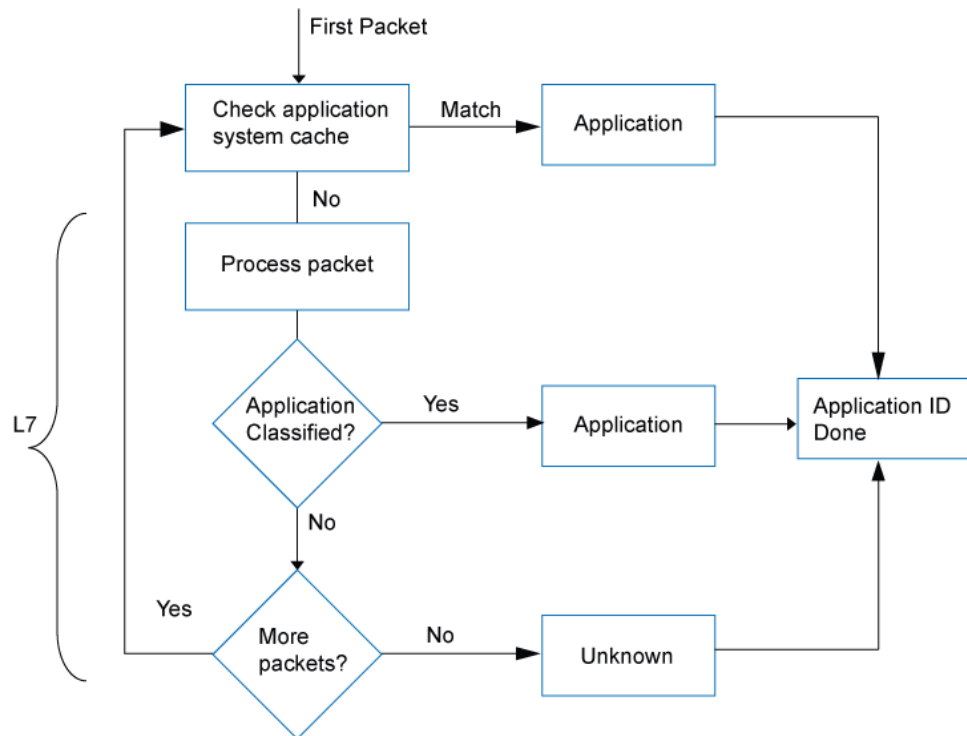 First Packet
Check application
system cache
Match
Application
No
Process packet
L7
Application
Classified?
Yes
Application
Application ID
Done
No
Yes
More
packets?
No
Unknown